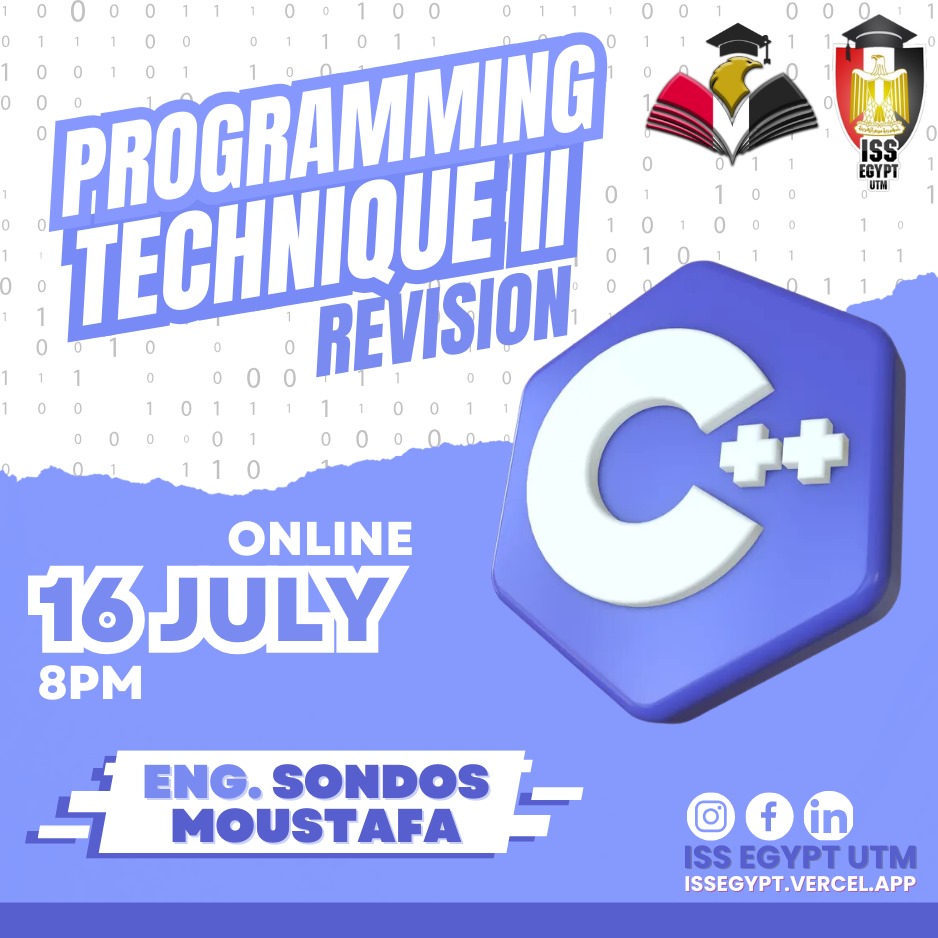 PROGRAMMING
TECHNIQUE II
REVISION
ISS
EGYPT
UTM
C++
ONLINE
16 JULY
8PM
ENG. SONDOS
MOUSTAFA
in
ISS EGYPT UTM
ISSEGYPT.VERCEL.APP